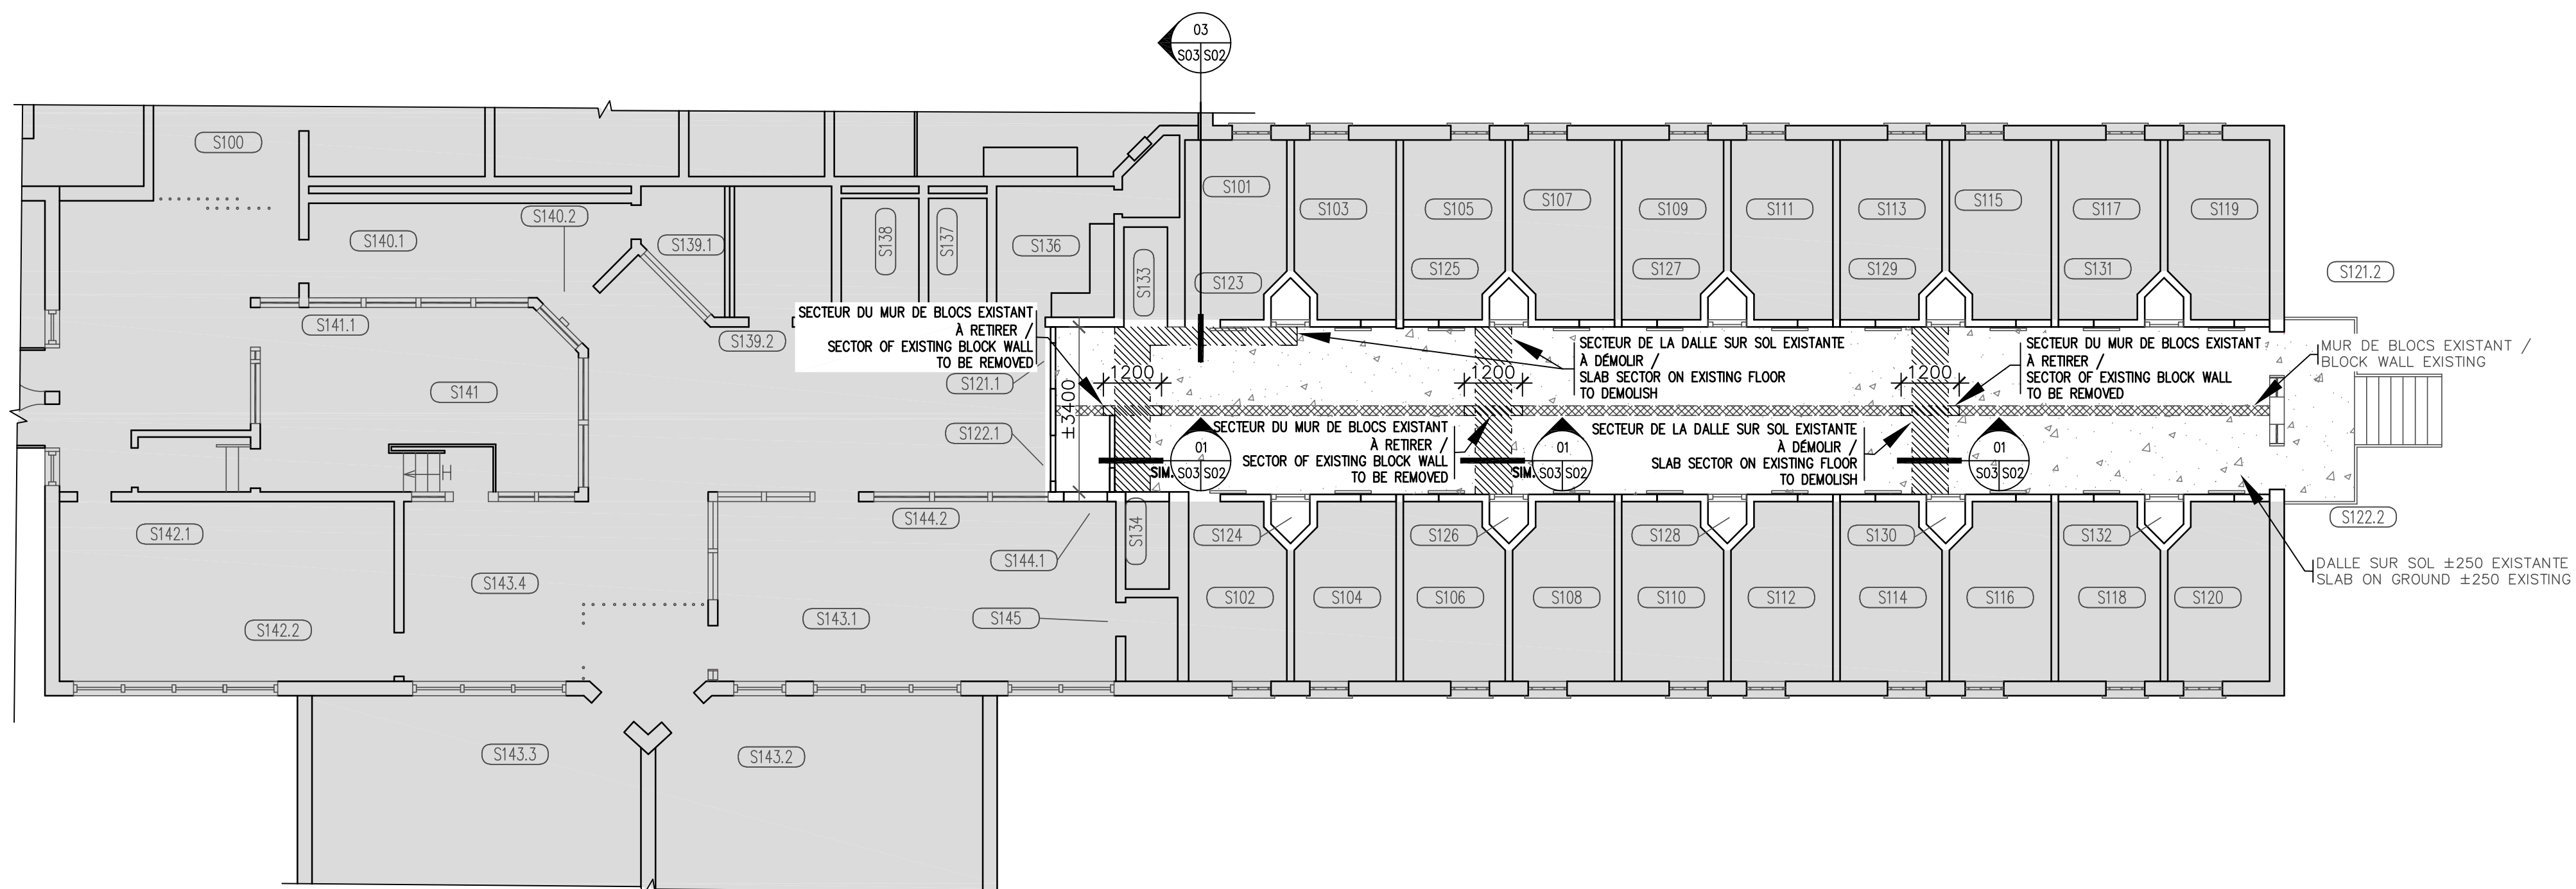 03
S03 S02
S100
S101
S103
S105
S107
S109
S111
S113
S115
S117
S119
S140.2
S140.1
S139.1
S138
S137
S136
S133
S123
S125
S127
S129
S131
S121.2
S141.1
S139.2
SECTEUR DU MUR DE BLOCS EXISTANT
À RETIRER /
SECTOR OF EXISTING BLOCK WALL
TO BE REMOVED
SECTEUR DE LA DALLE SUR SOL EXISTANTE
À DÉMOLIR /
SLAB SECTOR ON EXISTING FLOOR
TO DEMOLISH
SECTEUR DU MUR DE BLOCS EXISTANT
À RETIRER /
SECTOR OF EXISTING BLOCK WALL
TO BE REMOVED
MUR DE BLOCS EXISTANT /
BLOCK WALL EXISTING
S141
S121.1
1200
1200
1200
±3400
S122.1
SECTEUR DU MUR DE BLOCS EXISTANT
À RETIRER /
SECTOR OF EXISTING BLOCK WALL
TO BE REMOVED
SECTEUR DE LA DALLE SUR SOL EXISTANTE
À DÉMOLIR /
SLAB SECTOR ON EXISTING FLOOR
TO DEMOLISH
SIM.
01
S03 S02
SIM.
01
S03 S02
01
S03 S02
H
S142.1
S144.2
S144.1
S134
S124
S126
S128
S130
S132
S122.2
DALLE SUR SOL ±250 EXISTANTE
SLAB ON GROUND ±250 EXISTING
S143.4
S142.2
S143.1
S145
S102
S104
S106
S108
S110
S112
S114
S116
S118
S120
S143.3
S143.2